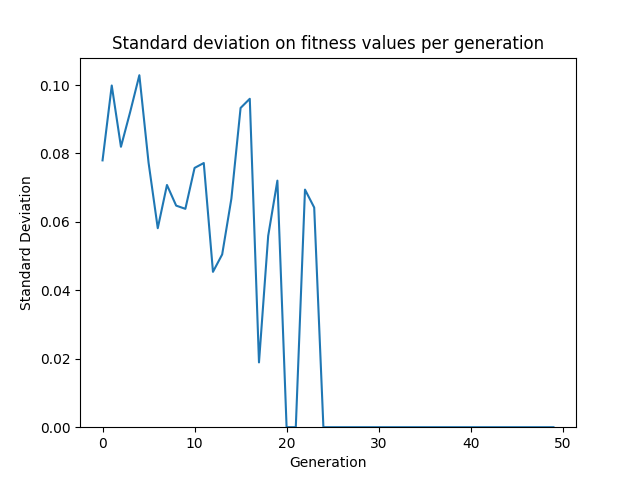 Standard deviation on fitness values per generation
0.10
0.08
0.06
0.04
0.02
0.00
Standard Deviation
0 10 20 30 40 50
Generation